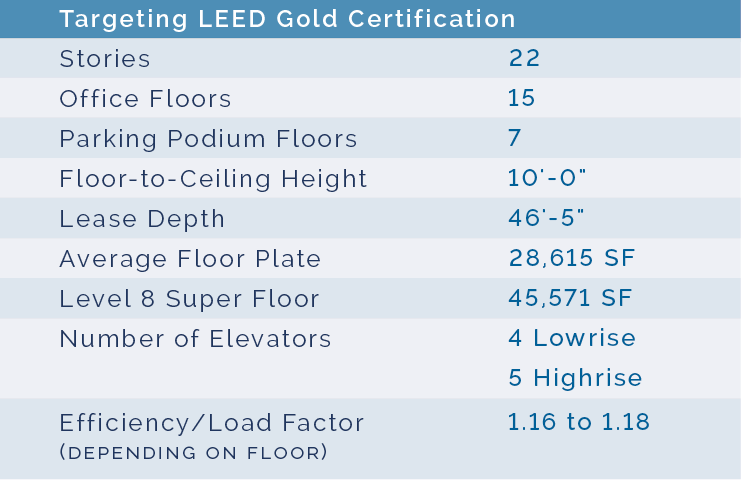 Targeting LEED Gold Certification
Stories 22
Office Floors 15
Parking Podium Floors 7
Floor-to-Ceiling Height 10'-0"
Lease Depth 46'-5"
Average Floor Plate 28,615 SF
Level 8 Super Floor 45,571 SF
Number of Elevators 4 Lowrise
5 Highrise
Efficiency/Load Factor 1.16 to 1.18
(DEPENDING ON FLOOR)